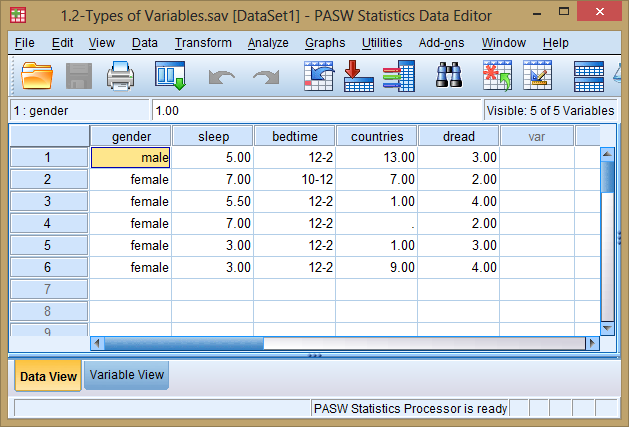 1.2-Types of Variables.sav [DataSet1] - PASW Statistics Data Editor
File Edit View Data Transform Analyze Graphs Utilities Add-ons Window Help
1 : gender 1.00 Visible: 5 of 5 Variables
gender sleep bedtime countries dread var
1 male 5.00 12-2 13.00 3.00
2 female 7.00 10-12 7.00 2.00
3 female 5.50 12-2 1.00 4.00
4 female 7.00 12-2 . 2.00
5 female 3.00 12-2 1.00 3.00
6 female 3.00 12-2 9.00 4.00
7
8
9
Data View Variable View
PASW Statistics Processor is ready